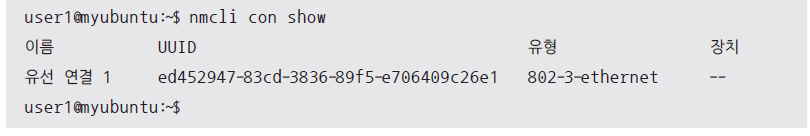 user1@myubuntu:~$ nmcli con show
이름 UUID 유형 장치
유선 연결 1 ed452947-83cd-3836-89f5-e706409c26e1 802-3-ethernet --
user1@myubuntu:~$